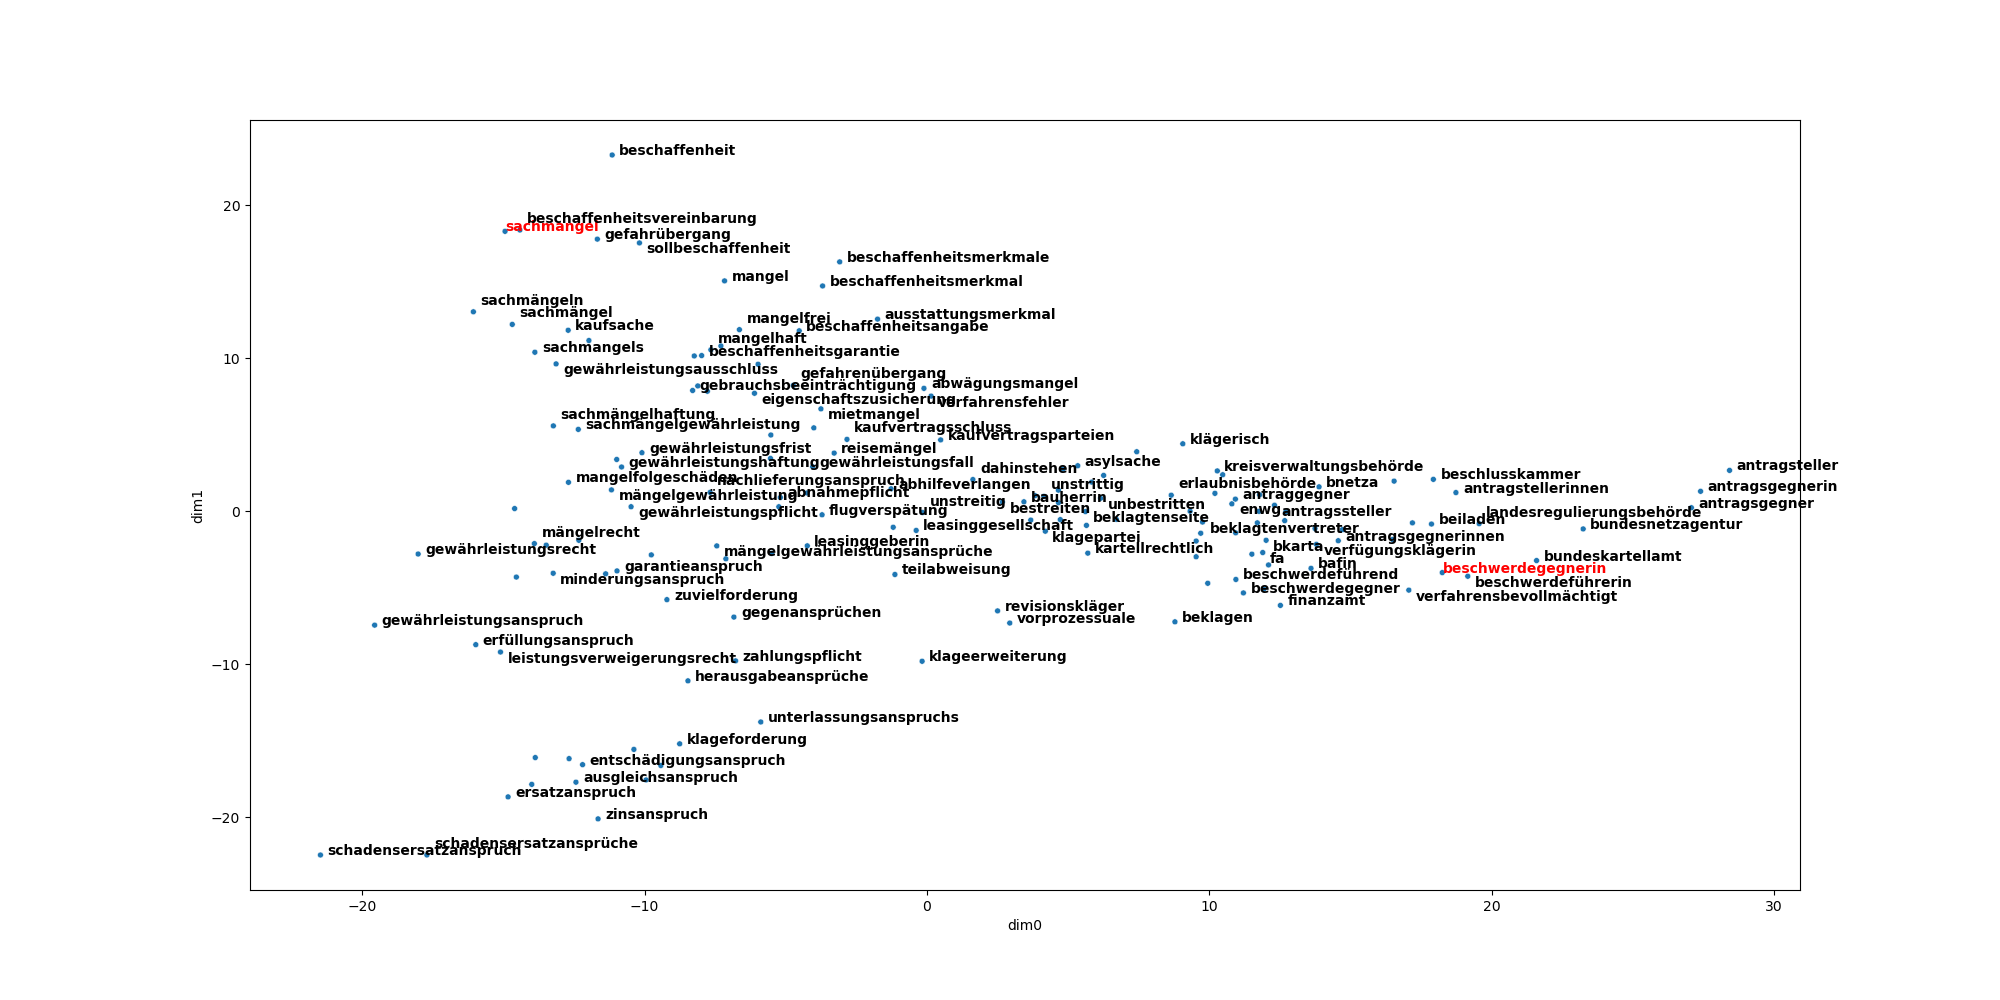 beschaffenheit
20
beschaffenheitsvereinbarung
sachmangel
gefahrübergang
sollbeschaffenheit
beschaffenheitsmerkmale
mangel
beschaffenheitsmerkmal
sachmängeln
sachmängel
kaufsache
mangelfrei
ausstattungsmerkmal
beschaffenheitsangabe
mangelhaft
sachmangels
beschaffenheitsgarantie
10
gewährleistungsausschluss
gefahrenübergang
gebrauchsbeeinträchtigung
abwägungsmangel
eigenschaftszusicherung
verfahrensfehler
sachmängelhaftung
mietmangel
sachmängelgewährleistung
kaufvertragsschluss
kaufvertragsparteien
klägerisch
gewährleistungsfrist
reisemängel
gewährleistungshaftung
gewährleistungsfall
dahinstehen
asylsache
kreisverwaltungsbehörde
antragsteller
mangelfolgeschäden
nachlieferungsanspruch
abhilfeverlangen
unstrittig
erlaubnisbehörde
bnetza
beschlusskammer
antragstellerinnen
antragsgegnerin
mängelgewährleistung
abnahmepflicht
unstreitig
bauherrin
antraggegner
antragsgegner
gewährleistungspflicht
flugverspätung
bestreiten
unbestritten
enwg
antragssteller
landesregulierungsbehörde
0
beklagtenseite
beiladen
bundesnetzagentur
mängelrecht
leasinggesellschaft
klagepartei
beklagtenvertreter
antragsgegnerinnen
gewährleistungsrecht
leasinggeberin
mängelgewährleistungsansprüche
kartellrechtlich
bkarta
verfügungsklägerin
bundeskartellamt
garantieanspruch
teilabweisung
fa
bafin
beschwerdegegnerin
minderungsanspruch
beschwerdeführend
beschwerdeführerin
zuvielforderung
beschwerdegegner
verfahrensbevollmächtigt
finanzamt
gegenansprüchen
revisionskläger
vorprozessuale
beklagen
gewährleistungsanspruch
erfüllungsanspruch
leistungsverweigerungsrecht
zahlungspflicht
klageerweiterung
−10
herausgabeansprüche
unterlassungsanspruchs
klageforderung
entschädigungsanspruch
ausgleichsanspruch
ersatzanspruch
zinsanspruch
−20
schadensersatzansprüche
schadensersatzanspruch
−20 −10 0 10 20 30
dim0
dim1